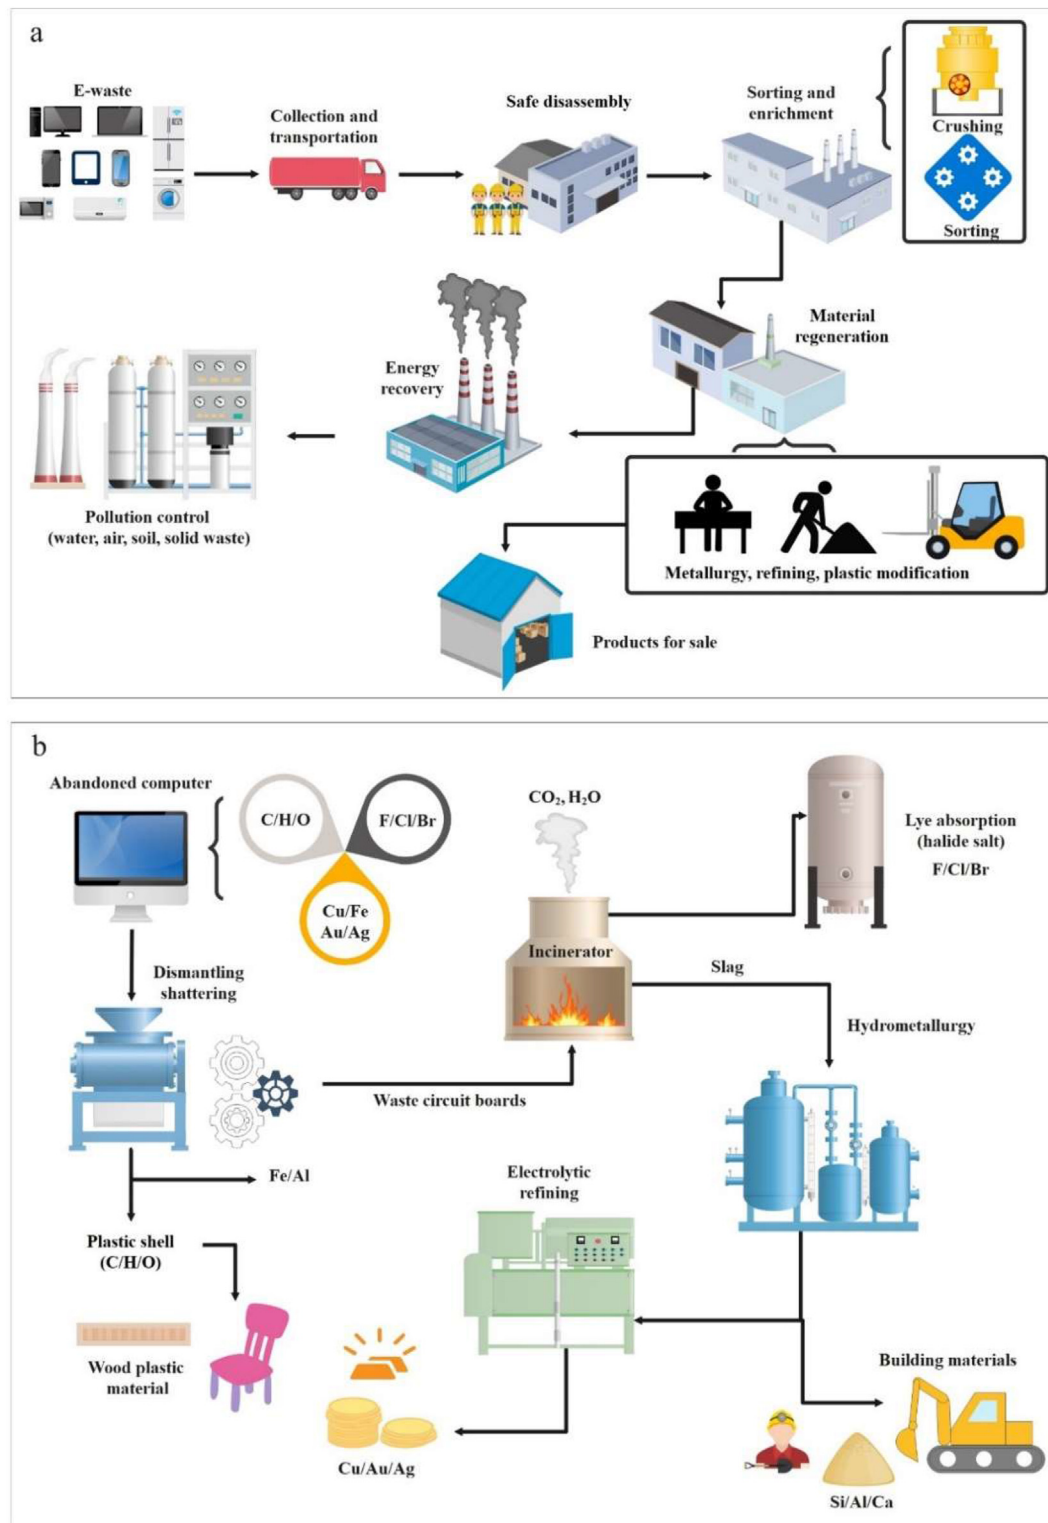 a
E-waste
Collection and
transportation
Safe disassembly
Sorting and
enrichment
Crushing
Sorting
Material
regeneration
Energy
recovery
Pollution control
(water, air, soil, solid waste)
Metallurgy, refining, plastic modification
Products for sale
b
Abandoned computer
C/H/O
F/Cl/Br
Cu/Fe
Au/Ag
CO₂, H₂O
Lye absorption
(halide salt)
F/Cl/Br
Incinerator
Slag
Dismantling
shattering
Hydrometallurgy
Waste circuit boards
Fe/Al
Electrolytic
refining
Plastic shell
(C/H/O)
Wood plastic
material
Building materials
Cu/Au/Ag
Si/Al/Ca